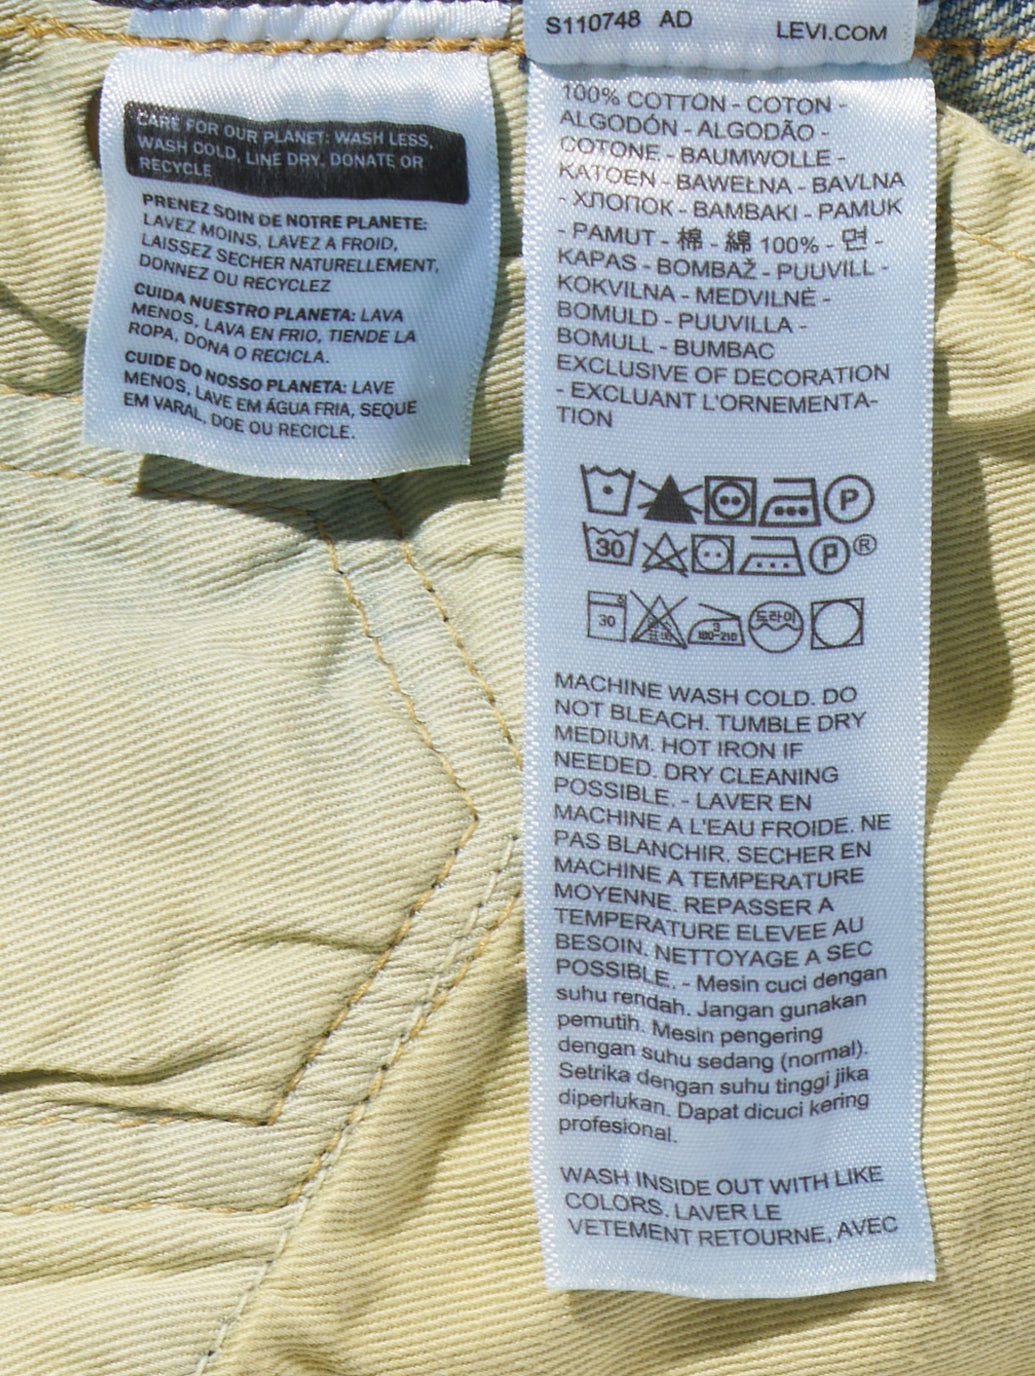 S110748 AD
LEVI.COM
CARE FOR OUR PLANET: WASH LESS,
WASH COLD, LINE DRY, DONATE OR
RECYCLE
PRENEZ SOIN DE NOTRE PLANETE:
LAVEZ MOINS, LAVEZ A FROID,
LAISSEZ SECHER NATURELLEMENT,
DONNEZ OU RECYCLEZ
CUIDA NUESTRO PLANETA: LAVA
MENOS, LAVA EN FRIO, TIENDE LA
ROPA, DONA O RECICLA.
CUIDE DO NOSSO PLANETA: LAVE
MENOS, LAVE EM ÁGUA FRIA, SEQUE
EM VARAL, DOE OU RECICLE.
100% COTTON - COTON -
ALGODÓN - ALGODÃO -
COTONE - BAUMWOLLE -
KATOEN - BAWEŁNA - BAVLNA
- ХЛОПОК - BAMBAKI - PAMUK
- PAMUT - 棉 - 綿 100% - 면 -
KAPAS - BOMBAŽ - PUUVILL -
KOKVILNA - MEDVILNĖ -
BOMULD - PUUVILLA -
BOMULL - BUMBAC
EXCLUSIVE OF DECORATION
- EXCLUANT L'ORNEMENTA-
TION
P
30 P ®
30 3 180-210 드라이
MACHINE WASH COLD. DO
NOT BLEACH. TUMBLE DRY
MEDIUM. HOT IRON IF
NEEDED. DRY CLEANING
POSSIBLE. - LAVER EN
MACHINE A L'EAU FROIDE. NE
PAS BLANCHIR. SECHER EN
MACHINE A TEMPERATURE
MOYENNE. REPASSER A
TEMPERATURE ELEVEE AU
BESOIN. NETTOYAGE A SEC
POSSIBLE. - Mesin cuci dengan
suhu rendah. Jangan gunakan
pemutih. Mesin pengering
dengan suhu sedang (normal).
Setrika dengan suhu tinggi jika
diperlukan. Dapat dicuci kering
profesional.
WASH INSIDE OUT WITH LIKE
COLORS. LAVER LE
VETEMENT RETOURNE, AVEC